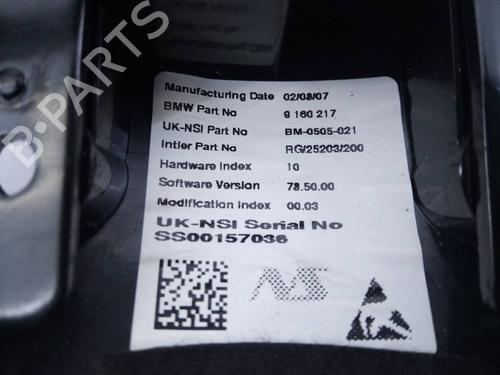 Manufacturing Date 02/08/07
BMW Part No 9 160 217
UK-NSI Part No BM-0505-021
Intier Part No RG/25203/200
Hardware Index 10
Software Version 78.50.00
Modification Index 00.03
UK-NSI Serial No
SS00157036
NS
B-PARTS